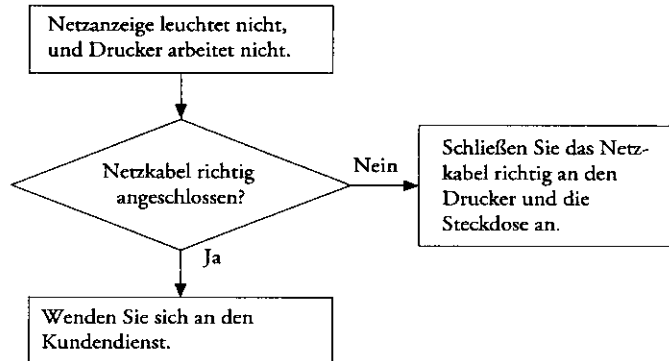 Netzanzeige leuchtet nicht,
und Drucker arbeitet nicht.
Netzkabel richtig
angeschlossen?
Nein
Schließen Sie das Netz-
kabel richtig an den
Drucker und die
Steckdose an.
Ja
Wenden Sie sich an den
Kundendienst.